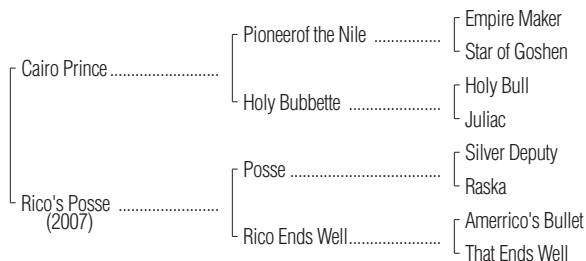 Cairo Prince
Rico's Posse
(2007)
Pioneerof the Nile
Holy Bubbette
Posse
Rico Ends Well
Empire Maker
Star of Goshen
Holy Bull
Juliac
Silver Deputy
Raska
Amerrico's Bullet
That Ends Well